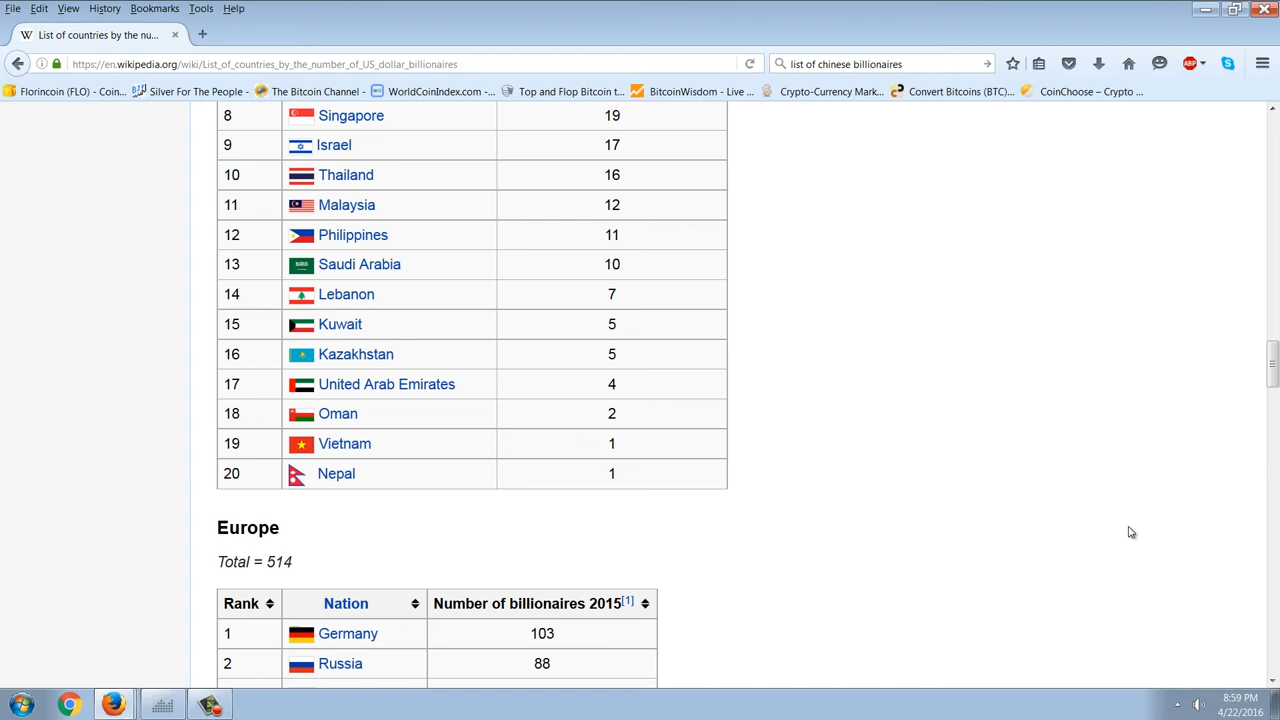 File Edit View History Bookmarks Tools Help
W List of countries by the nu...
https://en.wikipedia.org/wiki/List_of_countries_by_the_number_of_US_dollar_billionaires list of chinese billionaires ABP
Florincoin (FLO) - Coin... Silver For The People - The Bitcoin Channel - WorldCoinIndex.com -... Top and Flop Bitcoin t... BitcoinWisdom - Live ... Crypto-Currency Mark... Convert Bitcoins (BTC)... CoinChoose – Crypto ...
8 Singapore 19
9 Israel 17
10 Thailand 16
11 Malaysia 12
12 Philippines 11
13 Saudi Arabia 10
14 Lebanon 7
15 Kuwait 5
16 Kazakhstan 5
17 United Arab Emirates 4
18 Oman 2
19 Vietnam 1
20 Nepal 1
Europe
Total = 514
Rank Nation Number of billionaires 2015[1]
1 Germany 103
2 Russia 88
8:59 PM
4/22/2016